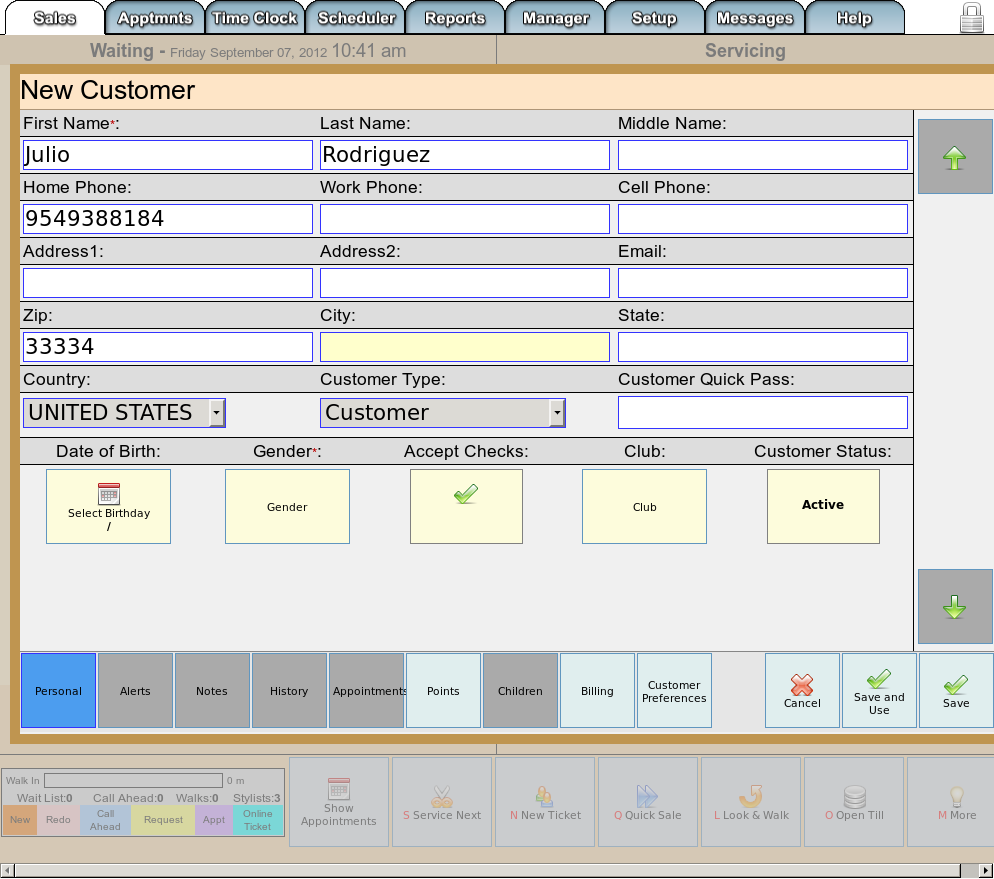 Sales Apptmnts Time Clock Scheduler Reports Manager Setup Messages Help
Waiting - Friday September 07, 2012 10:41 am Servicing
New Customer
First Name*: Last Name: Middle Name:
Julio Rodriguez
Home Phone: Work Phone: Cell Phone:
9549388184
Address1: Address2: Email:
Zip: City: State:
33334
Country: Customer Type: Customer Quick Pass:
UNITED STATES Customer
Date of Birth: Gender*: Accept Checks: Club: Customer Status:
Select Birthday
/
Gender Club Active
Personal Alerts Notes History Appointments Points Children Billing Customer Preferences Cancel Save and Use Save
Walk In 0 m
Wait List:0 Call Ahead:0 Walks:0 Stylists:3
New Redo Call Ahead Request Appt Online Ticket
Show Appointments S Service Next N New Ticket Q Quick Sale L Look & Walk O Open Till M More